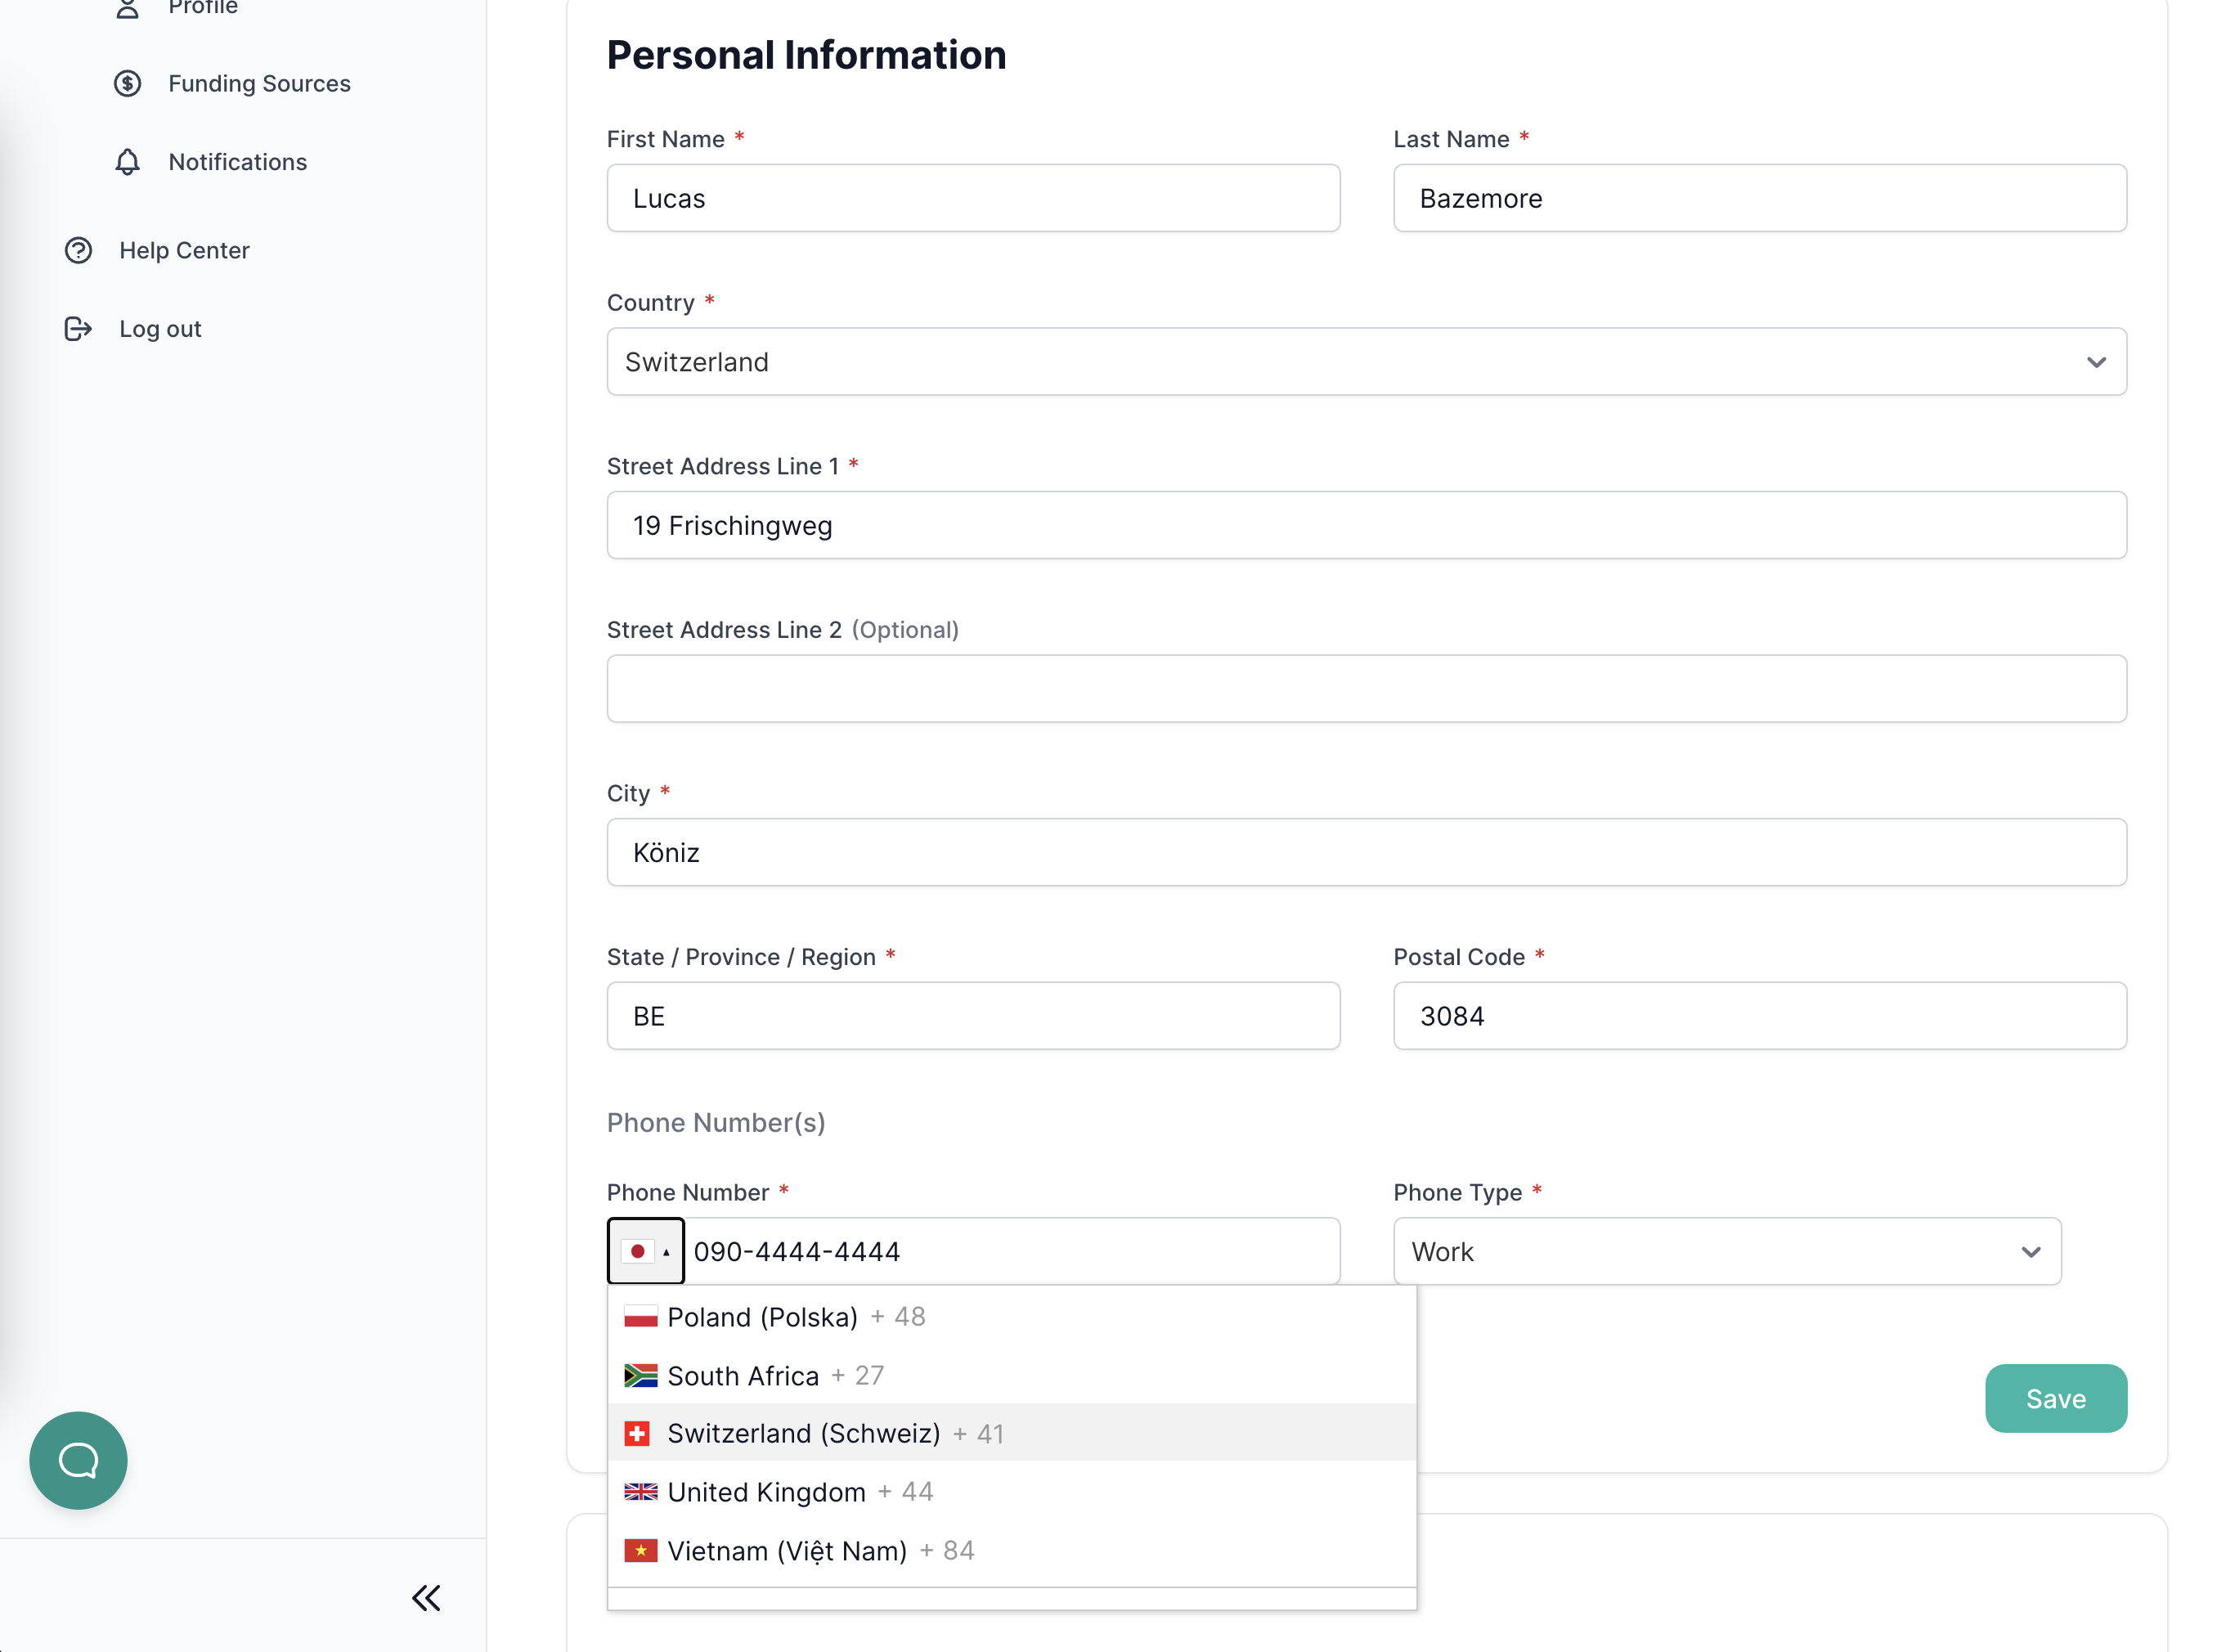 Profile
Funding Sources
Notifications
Help Center
Log out
Personal Information
First Name *
Last Name *
Lucas
Bazemore
Country *
Switzerland
Street Address Line 1 *
19 Frischingweg
Street Address Line 2 (Optional)
City *
Köniz
State / Province / Region *
Postal Code *
BE
3084
Phone Number(s)
Phone Number *
Phone Type *
090-4444-4444
Work
Poland (Polska) + 48
South Africa + 27
Switzerland (Schweiz) + 41
United Kingdom + 44
Vietnam (Việt Nam) + 84
Save